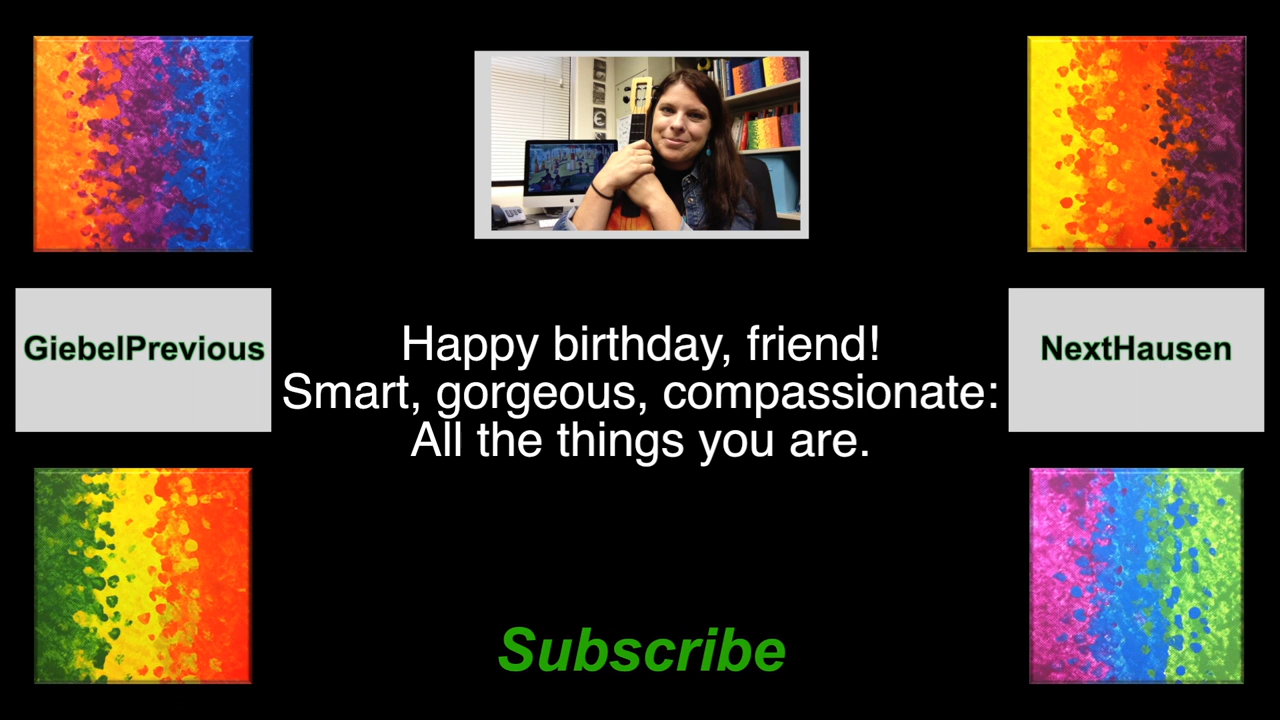 GiebelPrevious
Happy birthday, friend!
Smart, gorgeous, compassionate:
All the things you are.
NextHausen
Subscribe